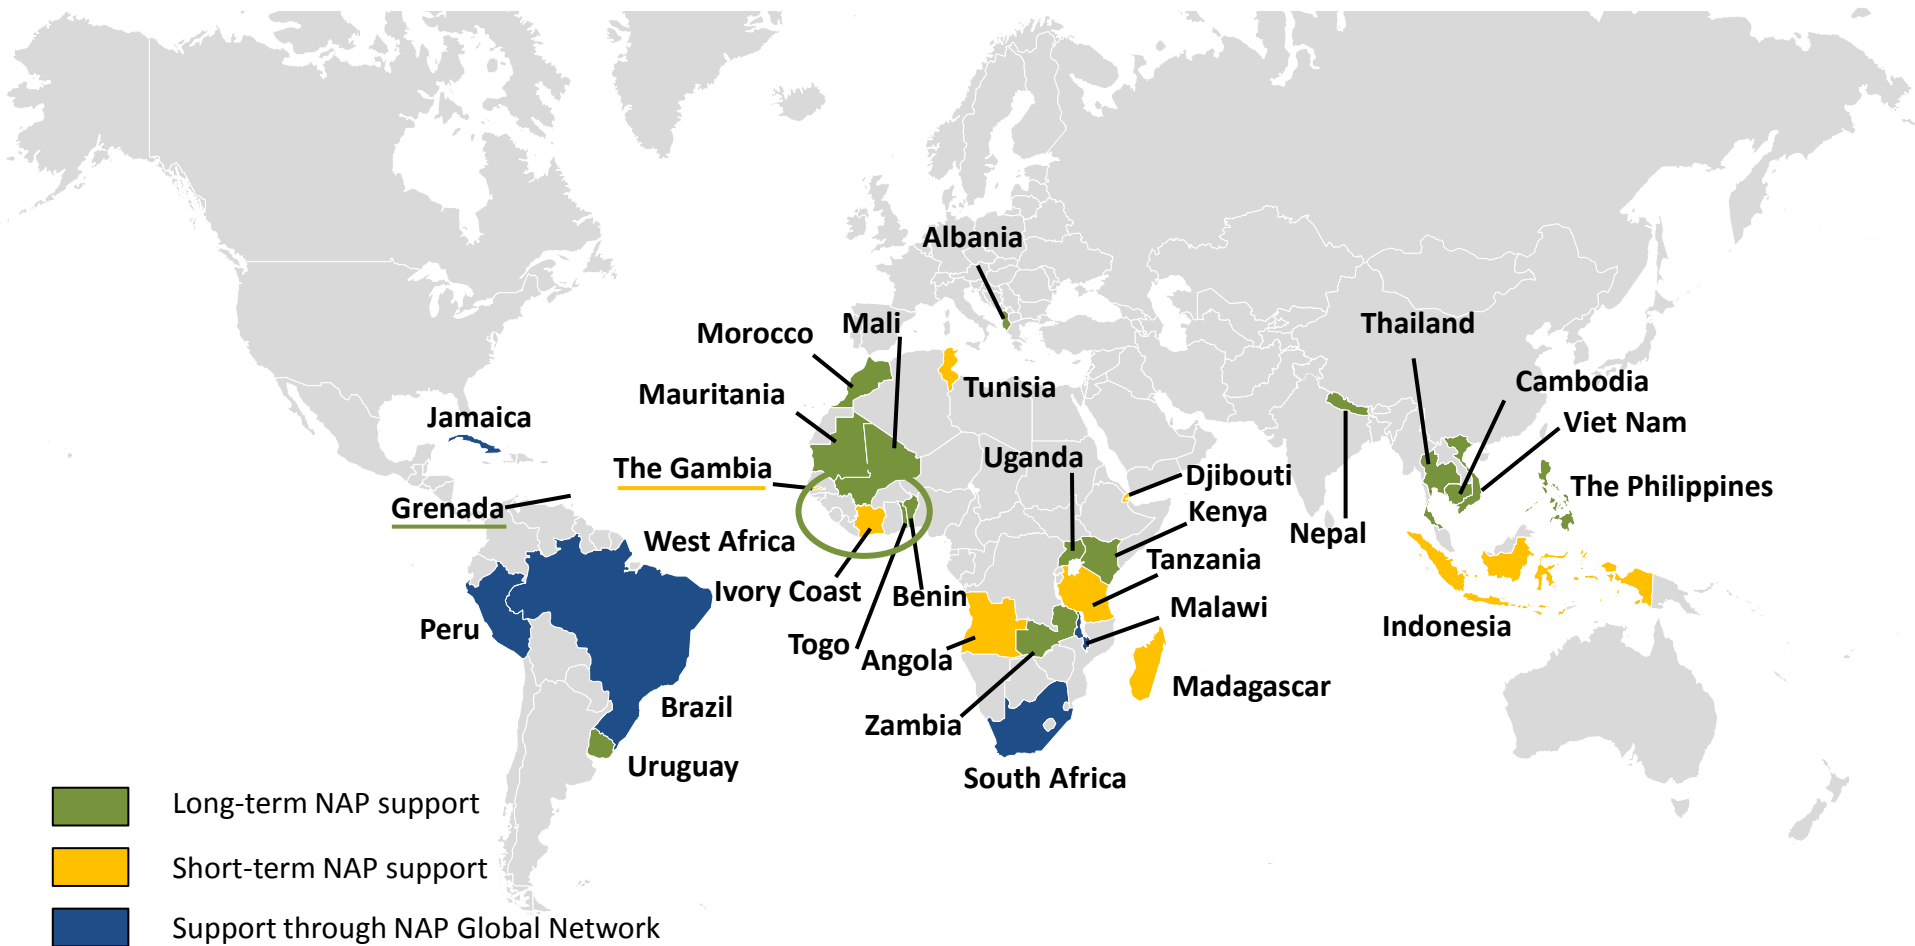 Albania
Morocco
Mali
Thailand
Mauritania
Tunisia
Cambodia
Jamaica
Viet Nam
The Gambia
Uganda
Djibouti
The Philippines
Grenada
Kenya
Nepal
West Africa
Tanzania
Ivory Coast
Benin
Malawi
Peru
Indonesia
Togo
Angola
Madagascar
Brazil
Zambia
Uruguay
South Africa
Long-term NAP support
Short-term NAP support
Support through NAP Global Network